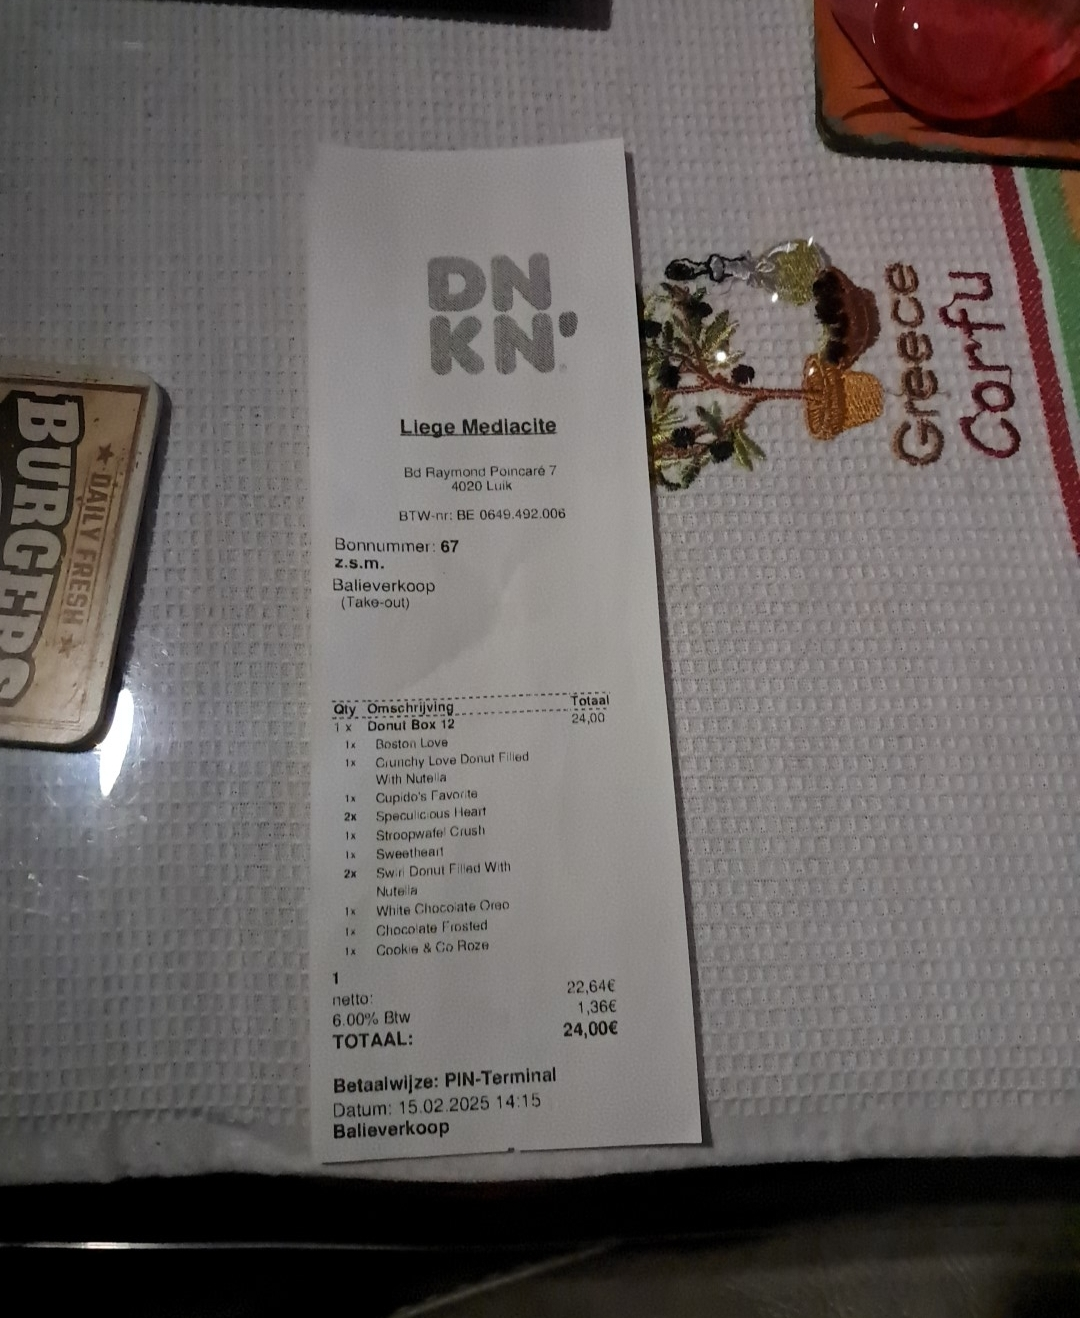 DN
KN'
Liege Mediacite
Bd Raymond Poincaré 7
4020 Luik
BTW-nr: BE 0649.492.006
Bonnummer: 67
z.s.m.
Balieverkoop
(Take-out)
Qty Omschrijving Totaal
1 x Donut Box 12 24,00
1x Boston Love
1x Crunchy Love Donut Filled
With Nutella
1x Cupido's Favorite
2x Speculicious Heart
1x Stroopwafel Crush
1x Sweetheart
2x Swirl Donut Filled With
Nutella
1x White Chocolate Oreo
1x Chocolate Frosted
1x Cookie & Co Roze
1
netto: 22,64€
6.00% Btw 1,36€
TOTAAL: 24,00€
Betaalwijze: PIN-Terminal
Datum: 15.02.2025 14:15
Balieverkoop
BURGERS
DAILY FRESH
Greece
Corfu